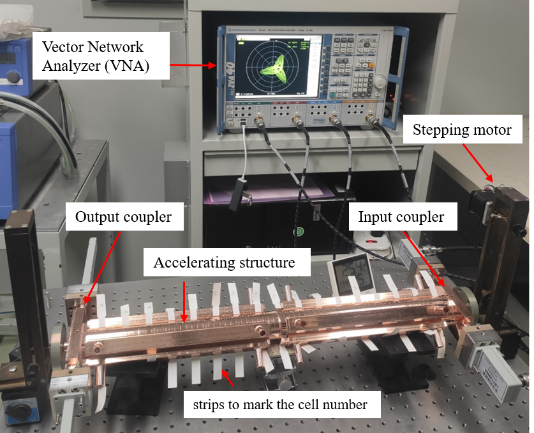 Vector Network
Analyzer (VNA)
Stepping motor
Output coupler
Input coupler
Accelerating structure
strips to mark the cell number